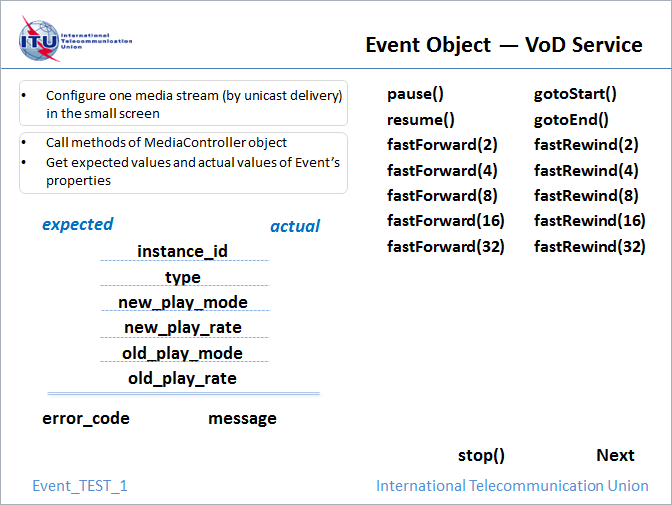 ITU
International
Telecommunication
Union
Event Object — VoD Service
• Configure one media stream (by unicast delivery)
in the small screen
• Call methods of MediaController object
• Get expected values and actual values of Event's
properties
expected actual
instance_id
type
new_play_mode
new_play_rate
old_play_mode
old_play_rate
error_code message
pause() gotoStart()
resume() gotoEnd()
fastForward(2) fastRewind(2)
fastForward(4) fastRewind(4)
fastForward(8) fastRewind(8)
fastForward(16) fastRewind(16)
fastForward(32) fastRewind(32)
stop() Next
Event_TEST_1 International Telecommunication Union